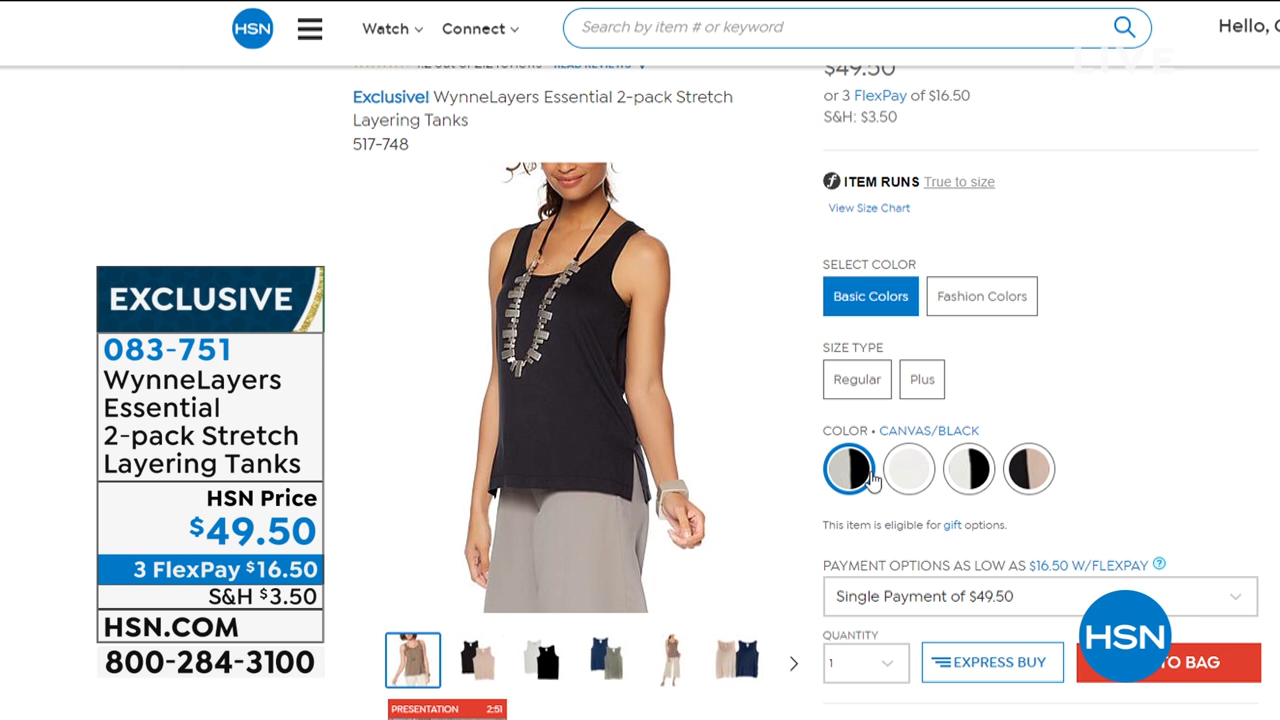 HSN
Watch
Connect
Search by item # or keyword
Hello,
LIVE
READ REVIEWS
Exclusive! WynneLayers Essential 2-pack Stretch
Layering Tanks
517-748
$49.50
or 3 FlexPay of $16.50
S&H: $3.50
ITEM RUNS True to size
View Size Chart
SELECT COLOR
Basic Colors
Fashion Colors
SIZE TYPE
Regular
Plus
COLOR • CANVAS/BLACK
This item is eligible for gift options.
PAYMENT OPTIONS AS LOW AS $16.50 W/FLEXPAY ?
Single Payment of $49.50
QUANTITY
1
EXPRESS BUY
TO BAG
HSN
EXCLUSIVE
083-751
WynneLayers
Essential
2-pack Stretch
Layering Tanks
HSN Price
$49.50
3 FlexPay $16.50
S&H $3.50
HSN.COM
800-284-3100
PRESENTATION 2:51